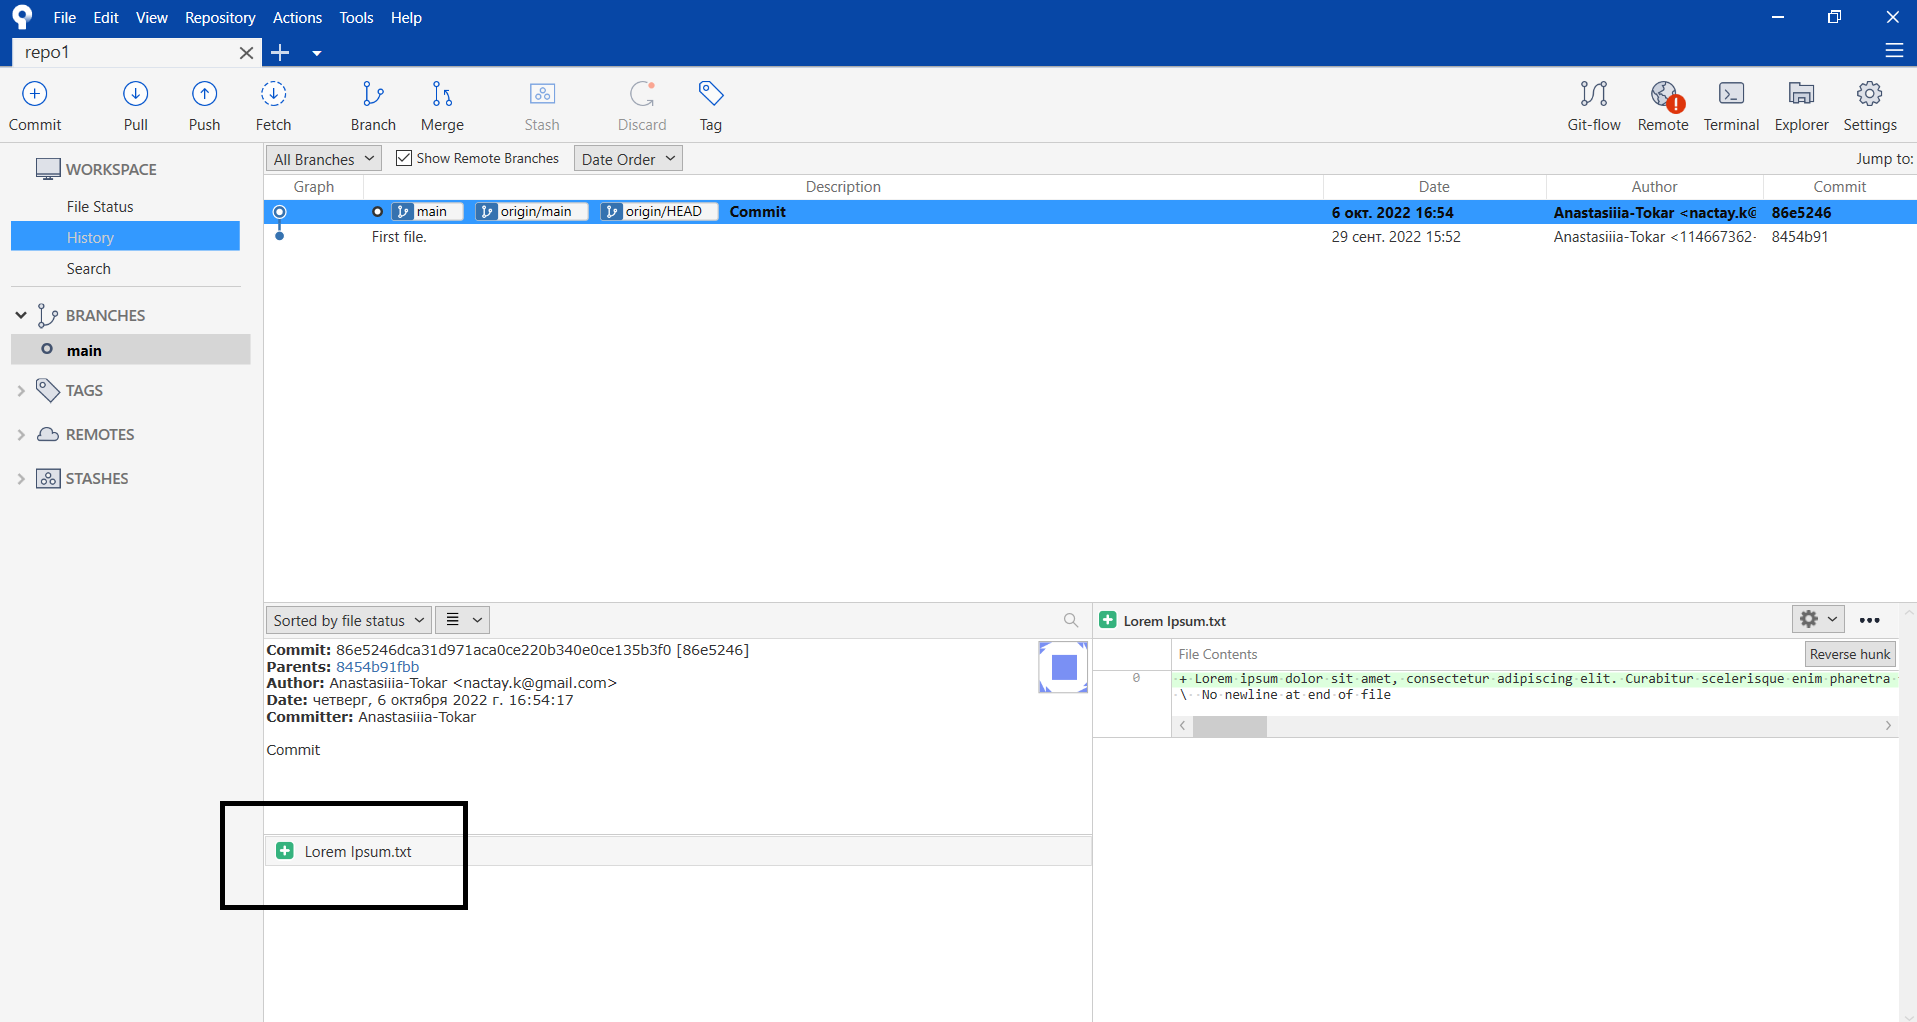 File Edit View Repository Actions Tools Help
repo1
Commit Pull Push Fetch Branch Merge Stash Discard Tag Git-flow Remote Terminal Explorer Settings
WORKSPACE
File Status
History
Search
BRANCHES
main
TAGS
REMOTES
STASHES
All Branches Show Remote Branches Date Order Jump to:
Graph Description Date Author Commit
main origin/main origin/HEAD Commit 6 окт. 2022 16:54 Anastasiiia-Tokar <nactay.k@ 86e5246
First file. 29 сент. 2022 15:52 Anastasiiia-Tokar <114667362- 8454b91
Sorted by file status
Commit: 86e5246dca31d971aca0ce220b340e0ce135b3f0 [86e5246]
Parents: 8454b91fbb
Author: Anastasiiia-Tokar <nactay.k@gmail.com>
Date: четверг, 6 октября 2022 г. 16:54:17
Committer: Anastasiiia-Tokar
Commit
Lorem Ipsum.txt
Lorem Ipsum.txt
File Contents Reverse hunk
0 + Lorem ipsum dolor sit amet, consectetur adipiscing elit. Curabitur scelerisque enim pharetra
\ No newline at end of file